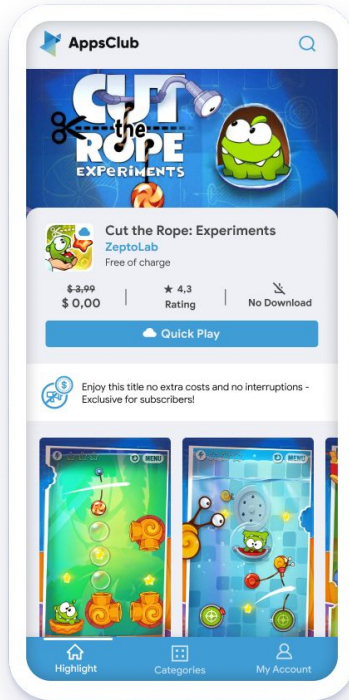 AppsClub
CUT
the
ROPE
EXPERIMENTS
Cut the Rope: Experiments
ZeptoLab
Free of charge
$ 3,99
$ 0,00
★ 4,3
Rating
No Download
Quick Play
Enjoy this title no extra costs and no interruptions -
Exclusive for subscribers!
MENU
MENU
Highlight
Categories
My Account